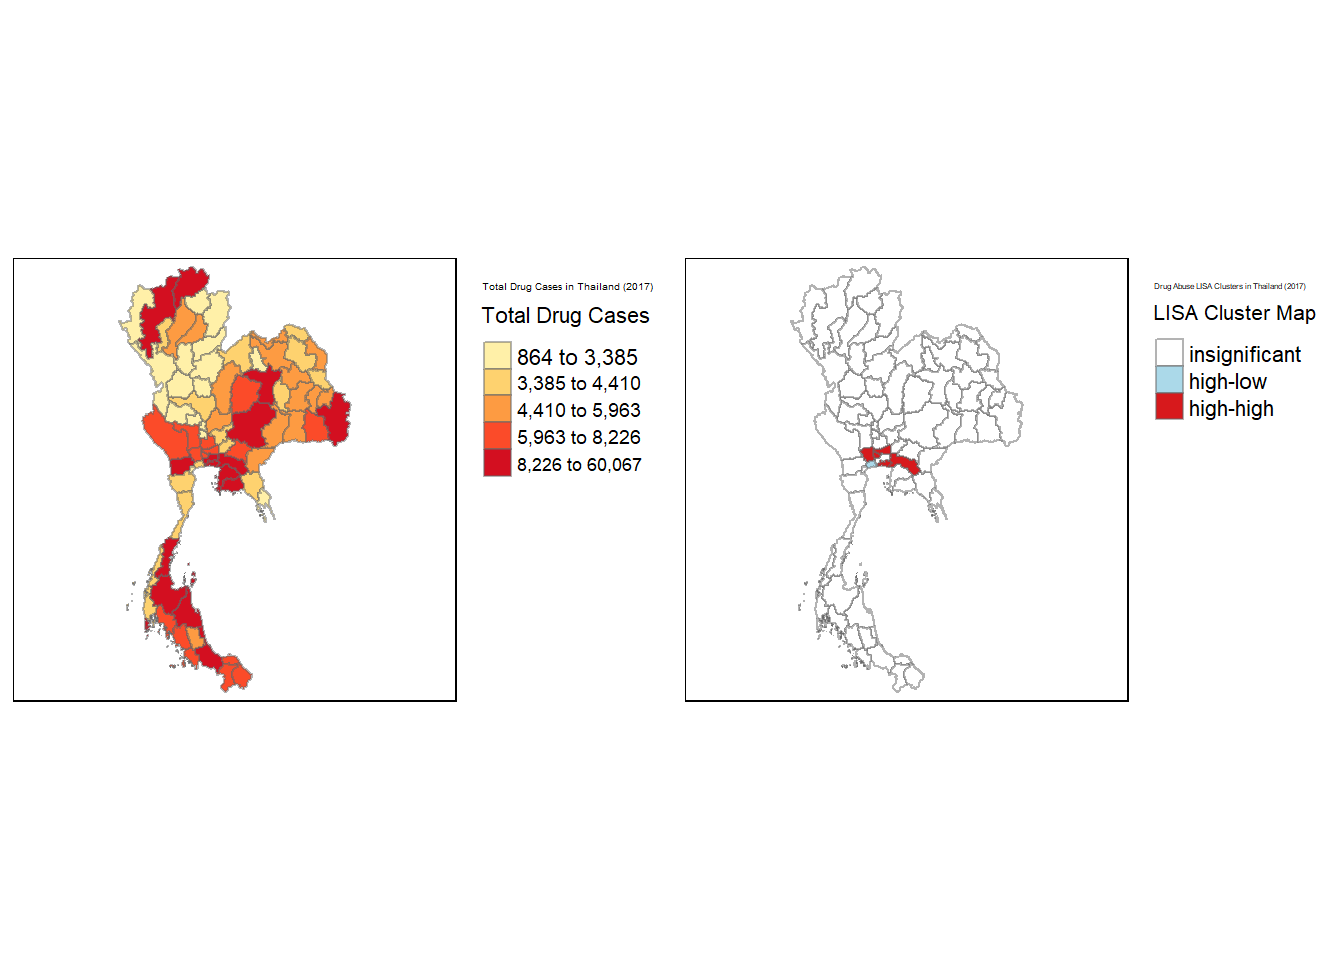 Total Drug Cases in Thailand (2017)
Total Drug Cases
864 to 3,385
3,385 to 4,410
4,410 to 5,963
5,963 to 8,226
8,226 to 60,067
Drug Abuse LISA Clusters in Thailand (2017)
LISA Cluster Map
insignificant
high-low
high-high